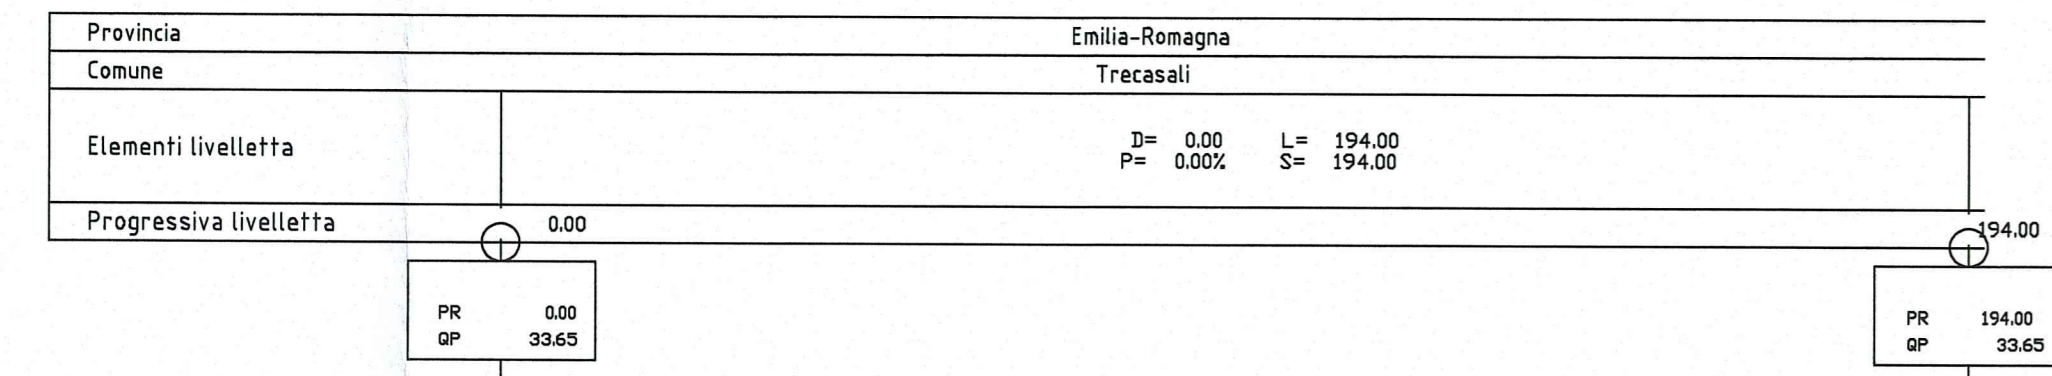 Provincia Emilia-Romagna
Comune Trecasali
Elementi livelletta D= 0.00 L= 194.00
P= 0.00% S= 194.00
Progressiva livelletta 0.00 194.00
PR 0.00 PR 194.00
QP 33.65 QP 33.65